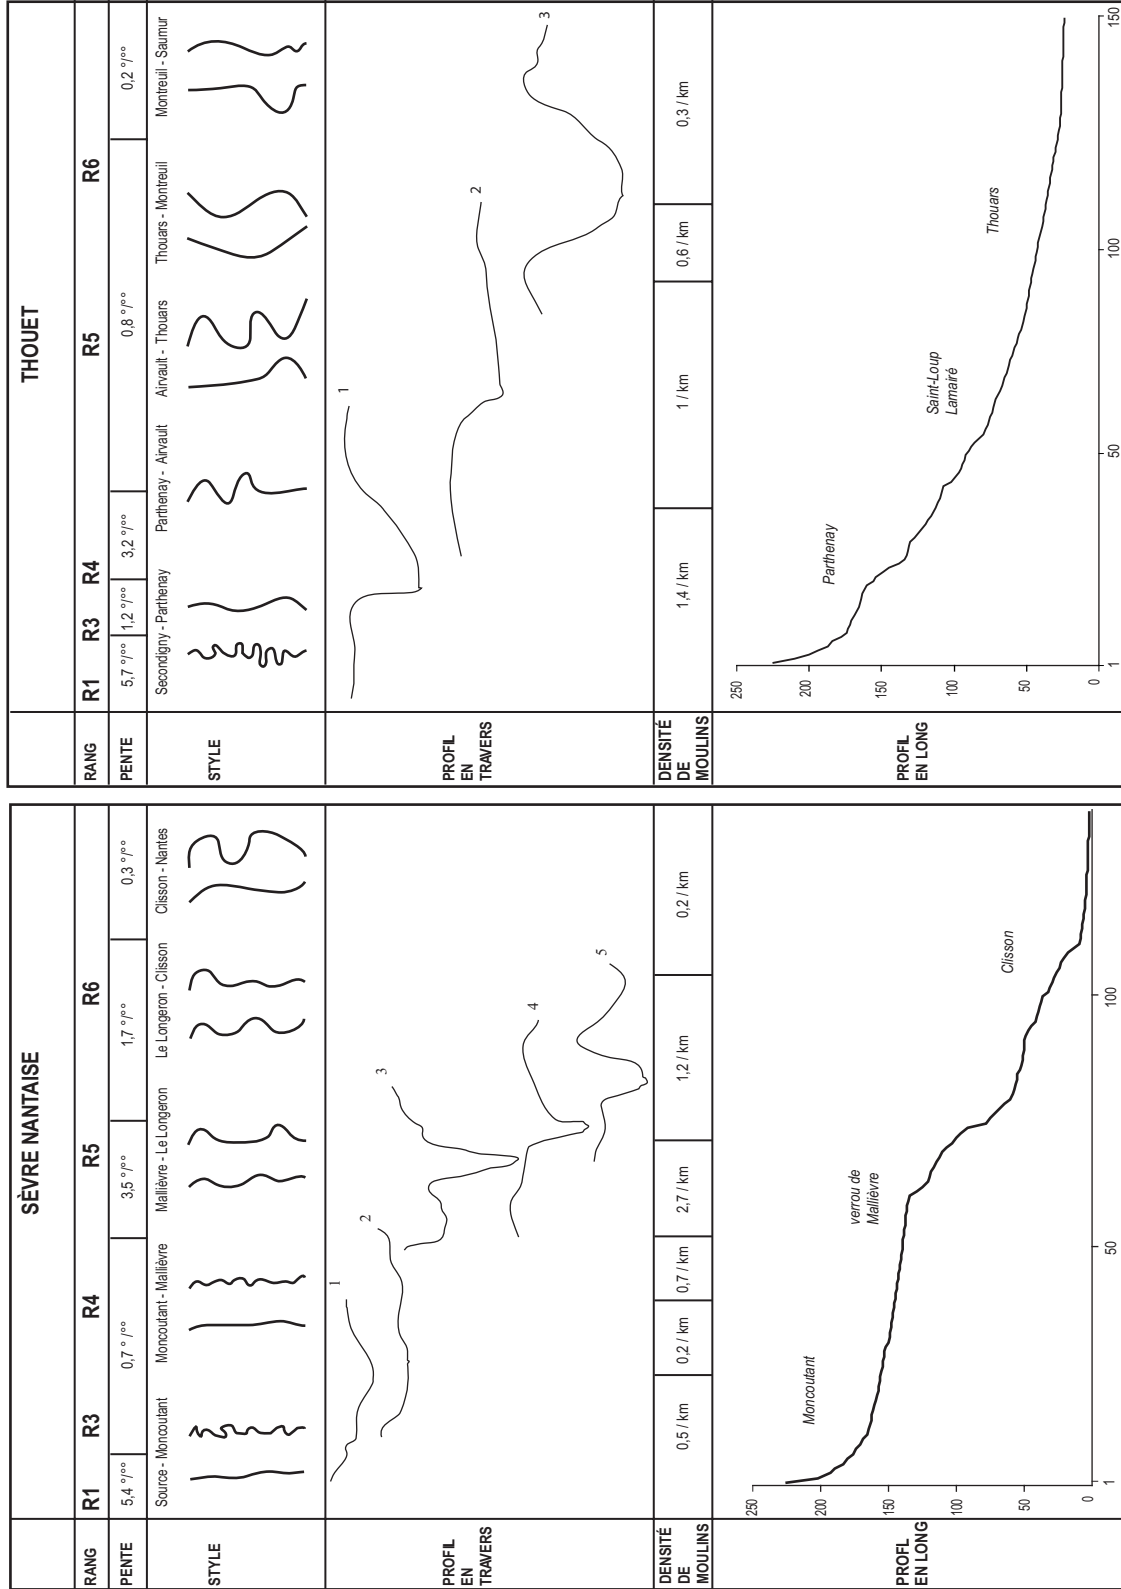 SÈVRE NANTAISE
RANG
R1 R3 R4 R5 R6
PENTE
5,4 °/°° 0,7 °/°° 3,5 °/°° 1,7 °/°° 0,3 °/°°
STYLE
Source - Moncoutant Moncoutant - Mallièvre Mallièvre - Le Longeron Le Longeron - Clisson Clisson - Nantes
PROFIL
EN
TRAVERS
1
2
3
4
5
DENSITÉ
DE
MOULINS
0,5 / km 0,2 / km 0,7 / km 2,7 / km 1,2 / km 0,2 / km
PROFL
EN LONG
250
200
150
100
50
0
Moncoutant
verrou de
Mallièvre
Clisson
1 50 100
THOUET
RANG
R1 R3 R4 R5 R6
PENTE
5,7 °/°° 1,2 °/°° 3,2 °/°° 0,8 °/°° 0,2 °/°°
STYLE
Secondigny - Parthenay Parthenay - Airvault Airvault - Thouars Thouars - Montreuil Montreuil - Saumur
PROFIL
EN
TRAVERS
1
2
3
DENSITÉ
DE
MOULINS
1,4 / km 1 / km 0,6 / km 0,3 / km
PROFIL
EN LONG
250
200
150
100
50
0
Parthenay
Saint-Loup
Lamairé
Thouars
1 50 100 150